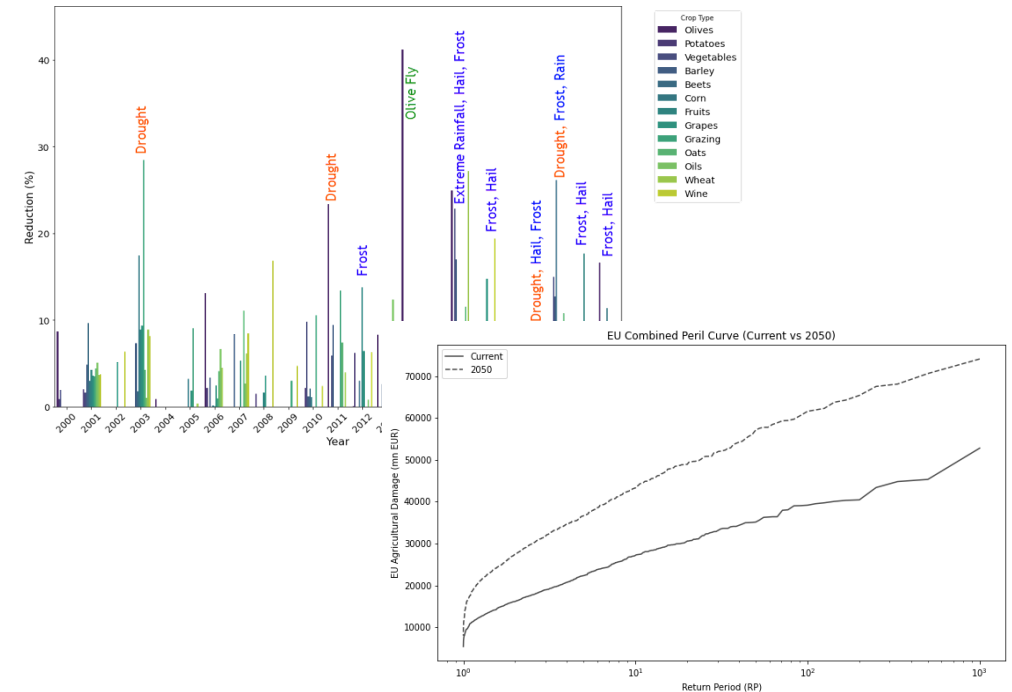 Reduction (%)
40
30
20
10
0
Drought
Drought
Frost
Olive Fly
Extreme Rainfall, Hail, Frost
Frost, Hail
Drought, Hail, Frost
Drought, Frost, Rain
Frost, Hail
Frost, Hail
2000
2001
2002
2003
2004
2005
2006
2007
2008
2009
2010
2011
2012
Year
Crop Type
Olives
Potatoes
Vegetables
Barley
Beets
Corn
Fruits
Grapes
Grazing
Oats
Oils
Wheat
Wine
EU Combined Peril Curve (Current vs 2050)
Current
2050
EU Agricultural Damage (mn EUR)
70000
60000
50000
40000
30000
20000
10000
10⁰
10¹
10²
10³
Return Period (RP)